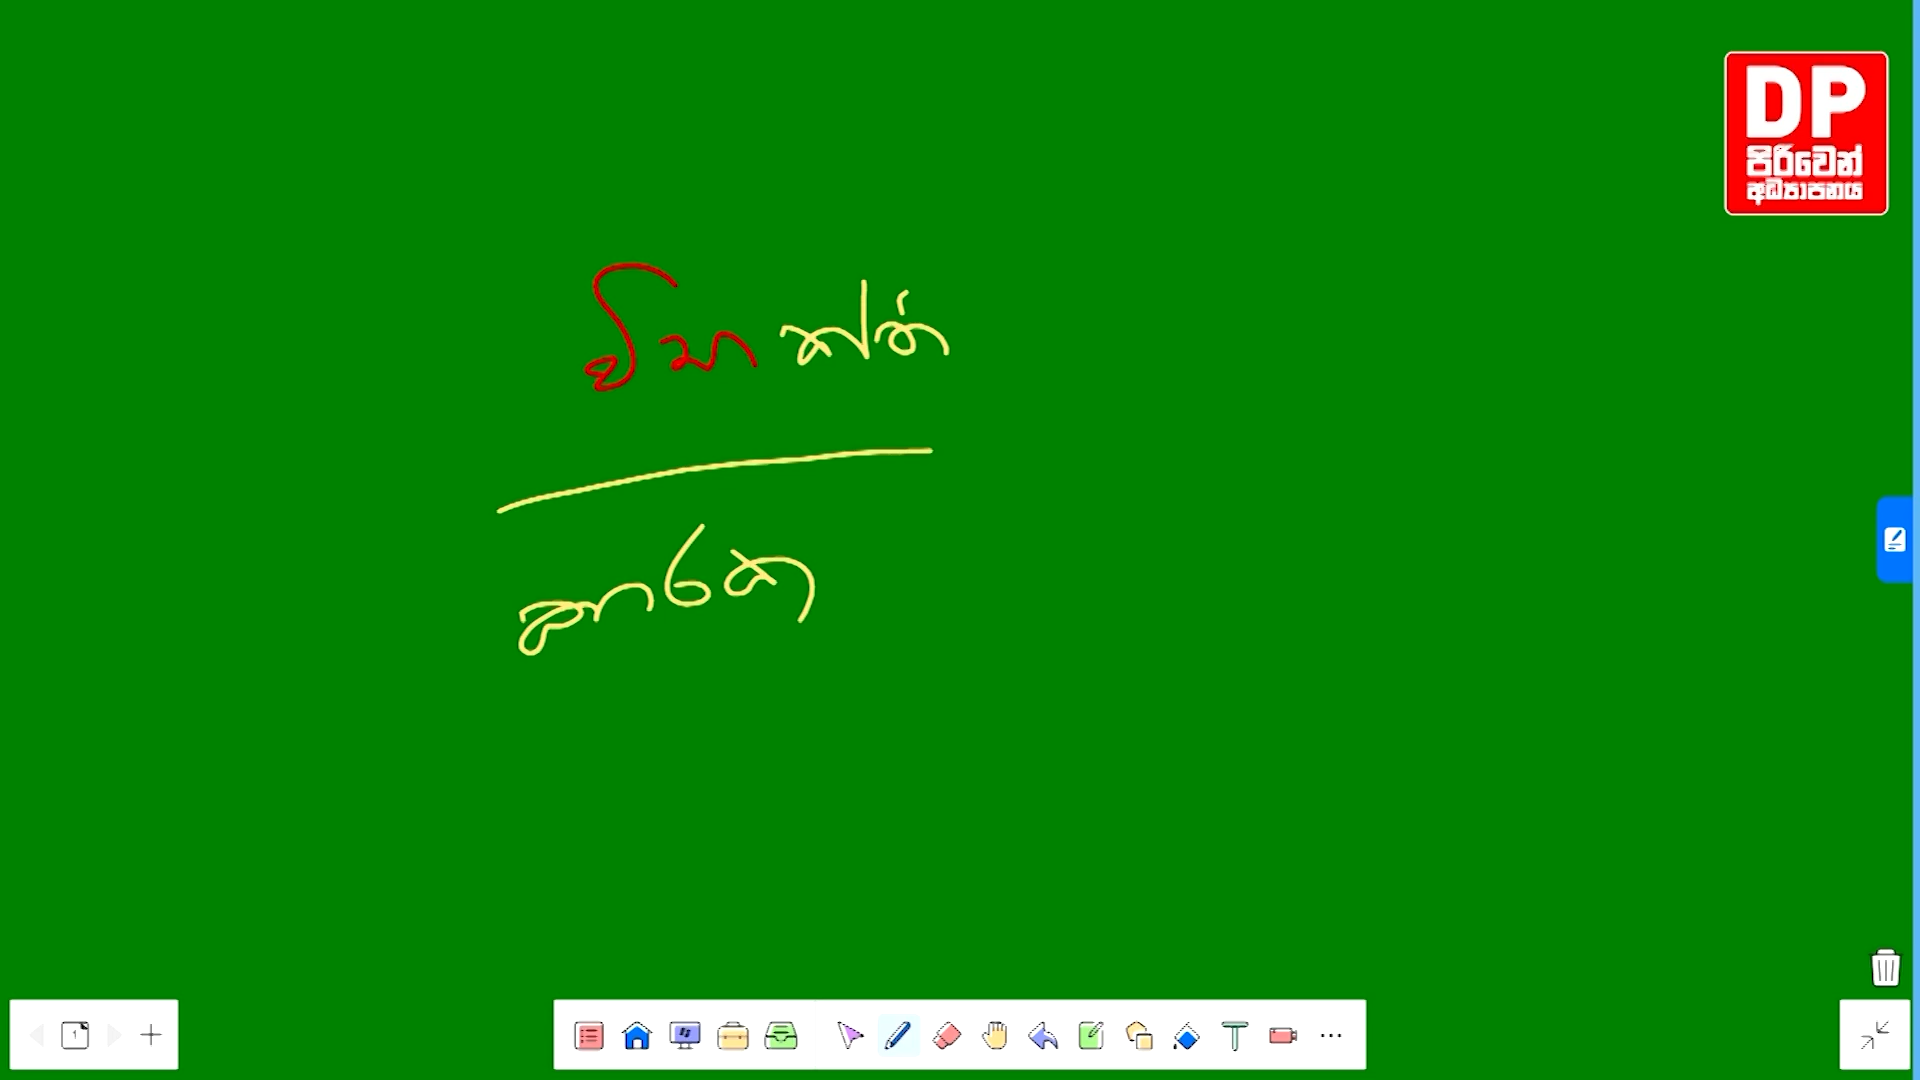 DP
පිරිවෙන්
අධ්‍යාපනය
විභක්ති
කාරක